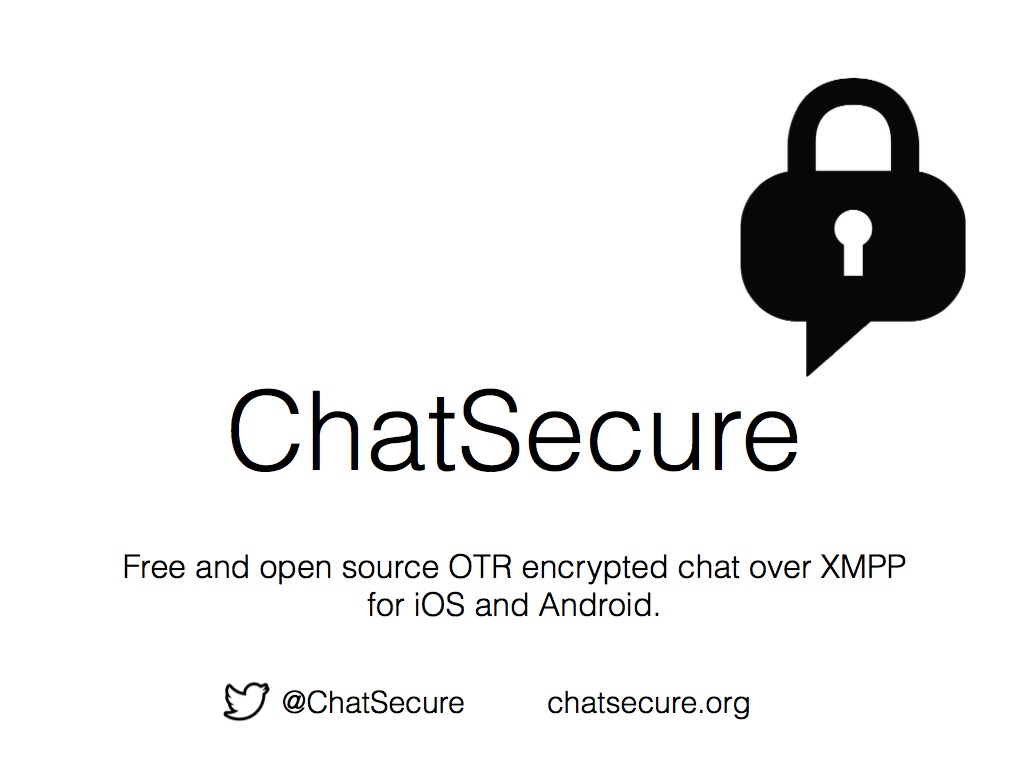 ChatSecure
Free and open source OTR encrypted chat over XMPP
for iOS and Android.
@ChatSecure chatsecure.org